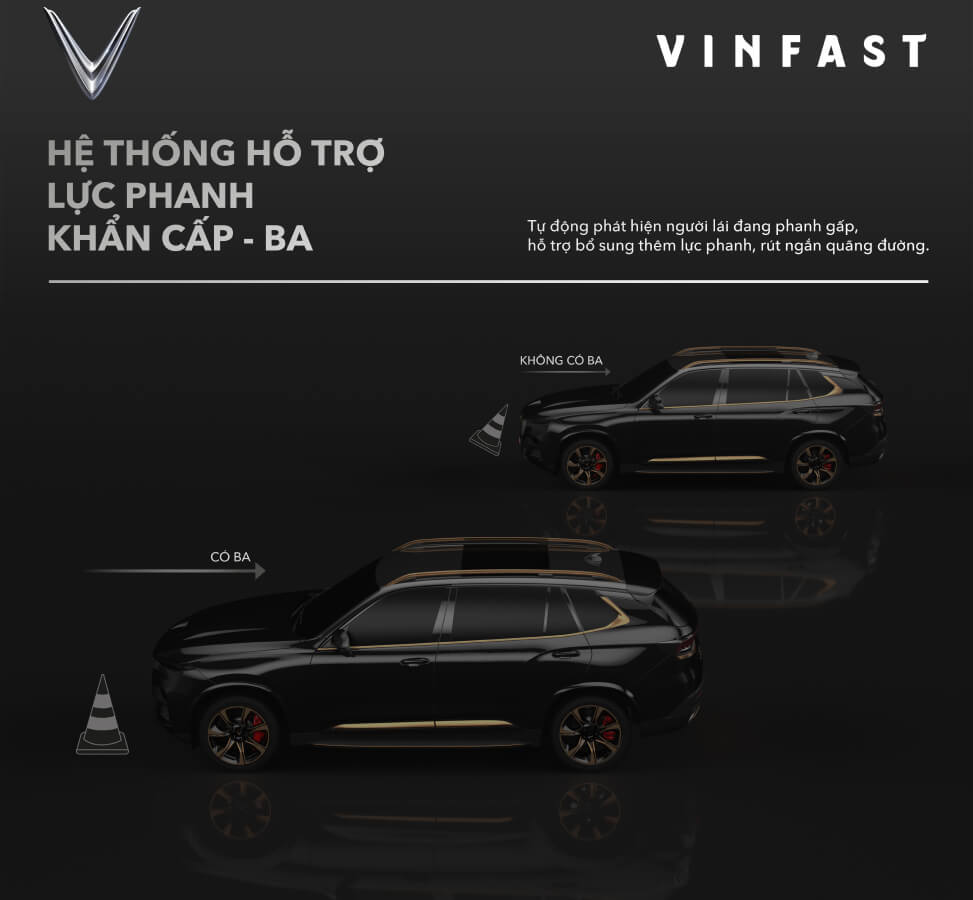 VINFAST
HỆ THỐNG HỖ TRỢ
LỰC PHANH
KHẨN CẤP - BA
Tự động phát hiện người lái đang phanh gấp,
hỗ trợ bổ sung thêm lực phanh, rút ngắn quãng đường.
KHÔNG CÓ BA
CÓ BA